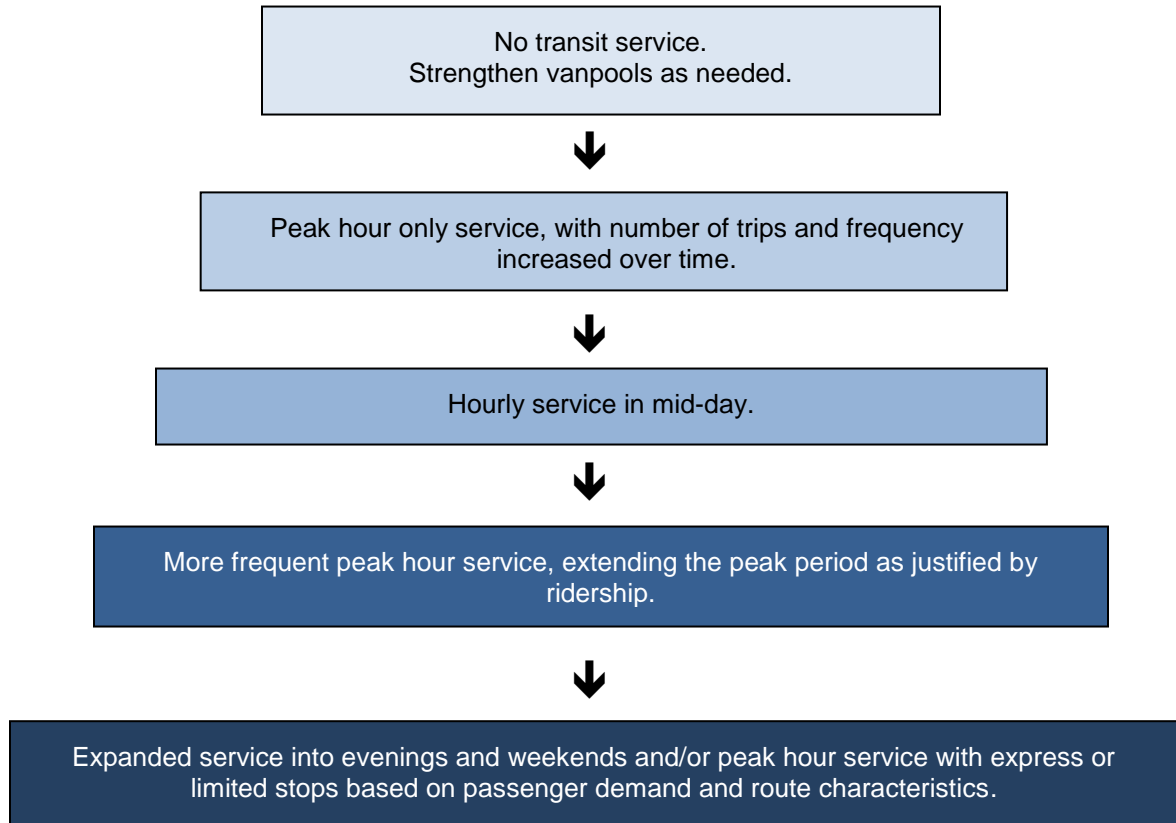 No transit service.
Strengthen vanpools as needed.
Peak hour only service, with number of trips and frequency
increased over time.
Hourly service in mid-day.
More frequent peak hour service, extending the peak period as justified by
ridership.
Expanded service into evenings and weekends and/or peak hour service with express or
limited stops based on passenger demand and route characteristics.